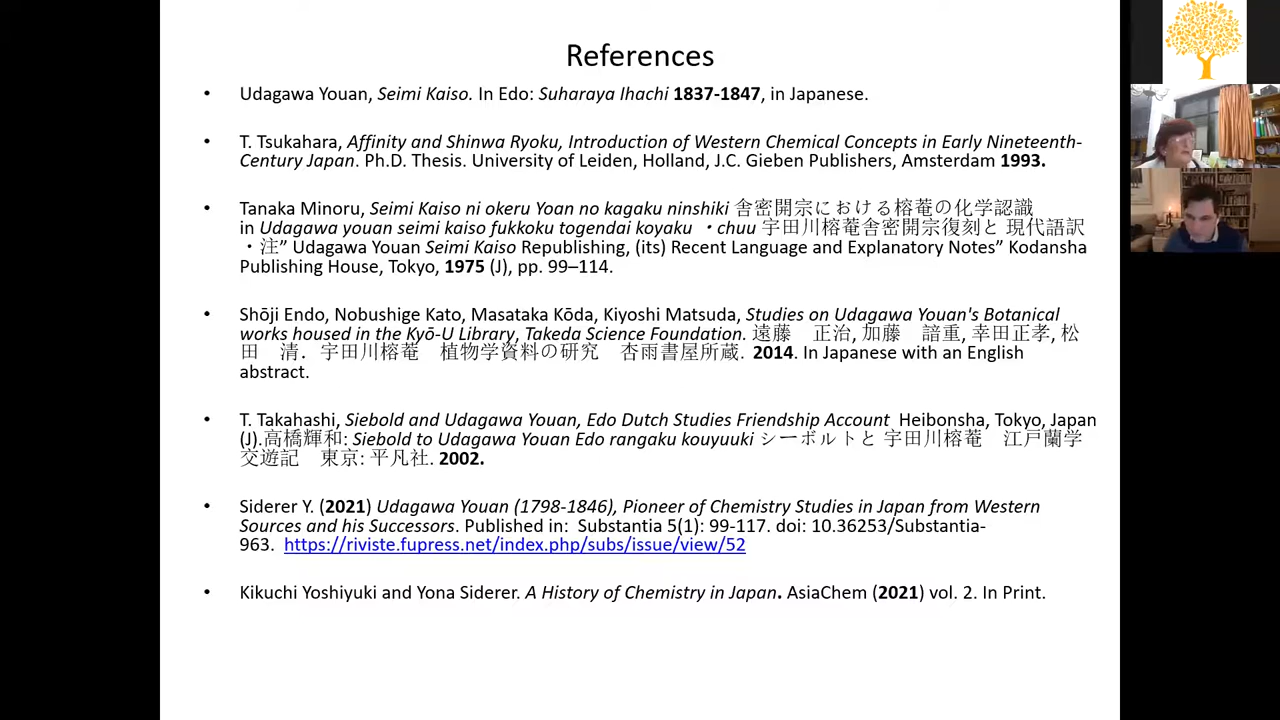 References
• Udagawa Youan, Seimi Kaiso. In Edo: Suharaya Ihachi 1837-1847, in Japanese.
• T. Tsukahara, Affinity and Shinwa Ryoku, Introduction of Western Chemical Concepts in Early Nineteenth-
Century Japan. Ph.D. Thesis. University of Leiden, Holland, J.C. Gieben Publishers, Amsterdam 1993.
• Tanaka Minoru, Seimi Kaiso ni okeru Yoan no kagaku ninshiki 舎密開宗における榕菴の化学認識
in Udagawa youan seimi kaiso fukkoku togendai koyaku ・chuu 宇田川榕菴舎密開宗復刻と 現代語訳
・注” Udagawa Youan Seimi Kaiso Republishing, (its) Recent Language and Explanatory Notes” Kodansha
Publishing House, Tokyo, 1975 (J), pp. 99–114.
• Shōji Endo, Nobushige Kato, Masataka Kōda, Kiyoshi Matsuda, Studies on Udagawa Youan's Botanical
works housed in the Kyō-U Library, Takeda Science Foundation. 遠藤　正治, 加藤　諳重, 幸田正孝, 松
田　清．宇田川榕菴　植物学資料の研究　杏雨書屋所蔵. 2014. In Japanese with an English
abstract.
• T. Takahashi, Siebold and Udagawa Youan, Edo Dutch Studies Friendship Account Heibonsha, Tokyo, Japan
(J).高橋輝和: Siebold to Udagawa Youan Edo rangaku kouyuuki シーボルトと 宇田川榕菴　江戸蘭学
交遊記　東京: 平凡社. 2002.
• Siderer Y. (2021) Udagawa Youan (1798-1846), Pioneer of Chemistry Studies in Japan from Western
Sources and his Successors. Published in: Substantia 5(1): 99-117. doi: 10.36253/Substantia-
963. https://riviste.fupress.net/index.php/subs/issue/view/52
• Kikuchi Yoshiyuki and Yona Siderer. A History of Chemistry in Japan. AsiaChem (2021) vol. 2. In Print.